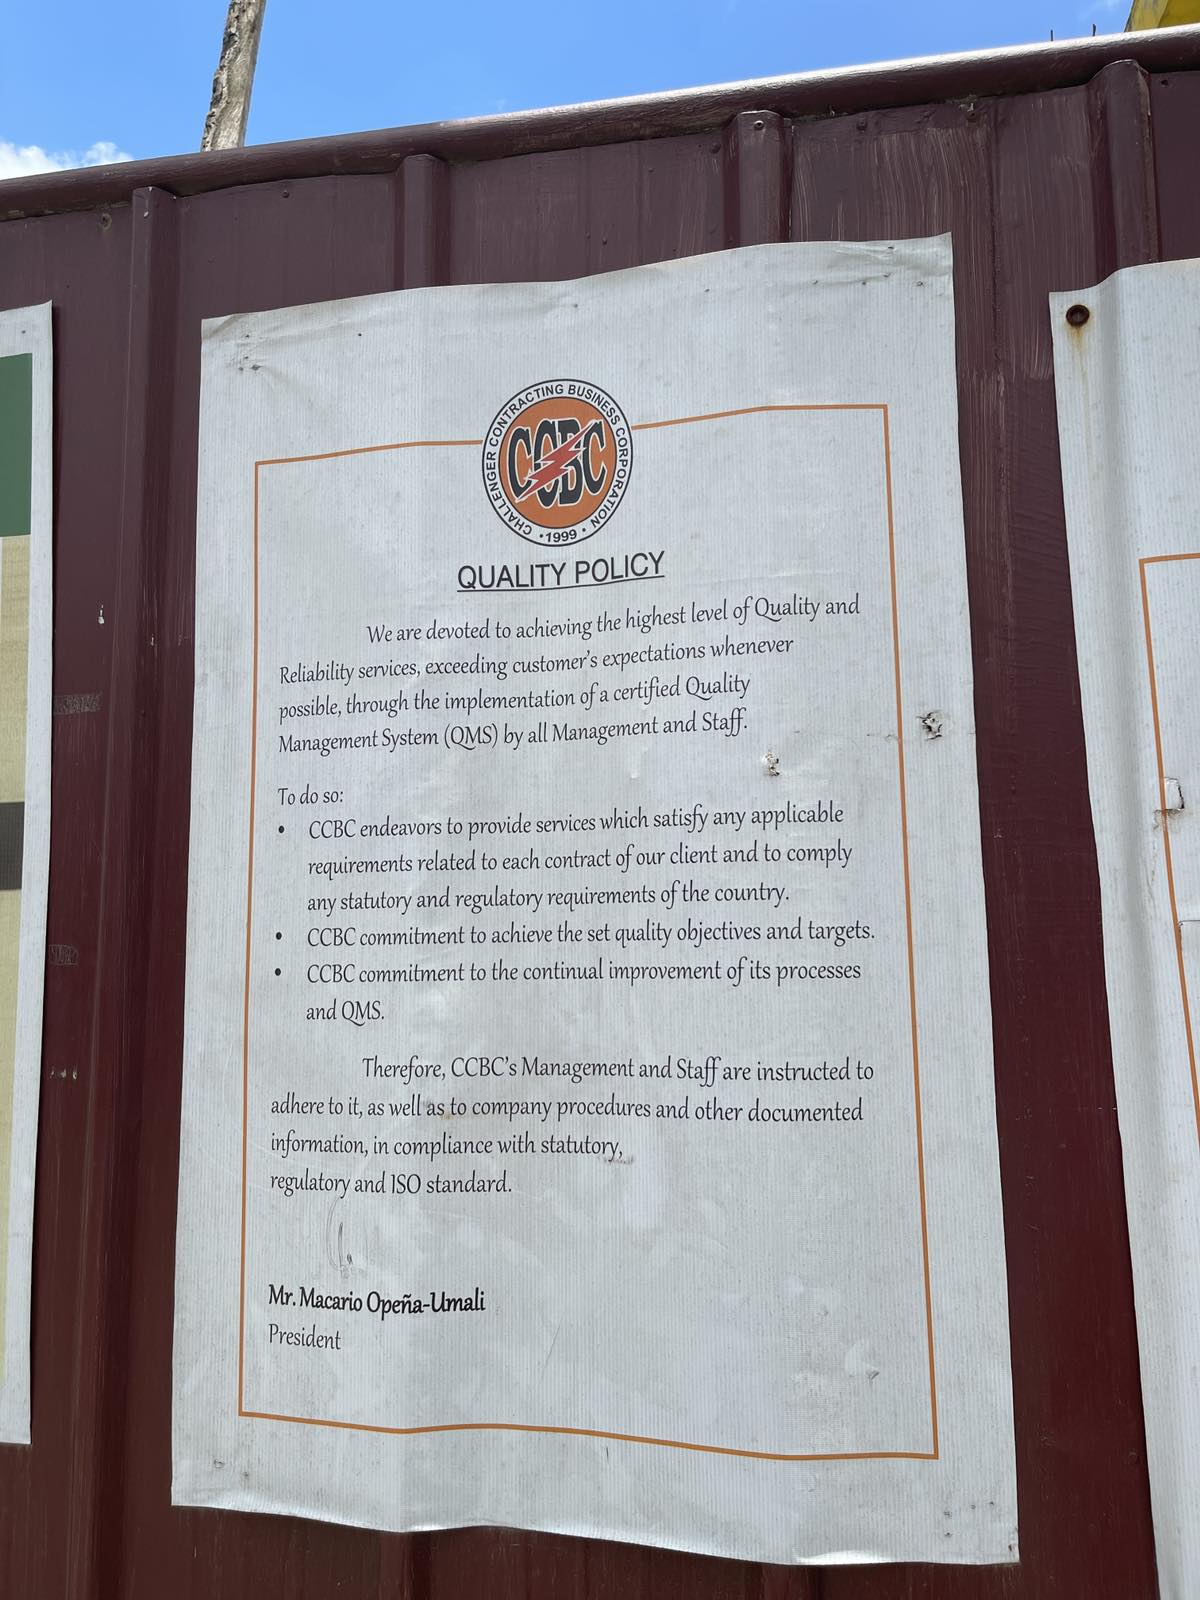 CHALLENGER CONTRACTING BUSINESS CORPORATION
CCBC
• 1999 •
QUALITY POLICY
We are devoted to achieving the highest level of Quality and
Reliability services, exceeding customer's expectations whenever
possible, through the implementation of a certified Quality
Management System (QMS) by all Management and Staff.
To do so:
• CCBC endeavors to provide services which satisfy any applicable
requirements related to each contract of our client and to comply
any statutory and regulatory requirements of the country.
• CCBC commitment to achieve the set quality objectives and targets.
• CCBC commitment to the continual improvement of its processes
and QMS.
Therefore, CCBC's Management and Staff are instructed to
adhere to it, as well as to company procedures and other documented
information, in compliance with statutory,
regulatory and ISO standard.
Mr. Macario Opeña-Umali
President